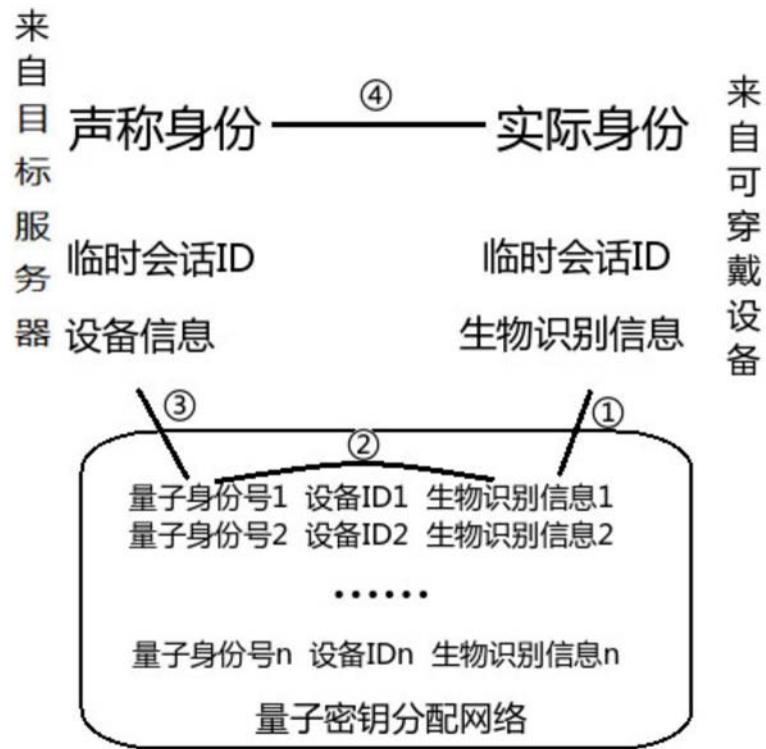 来自目标服务器
④
声称身份
实际身份
来自可穿戴设备
临时会话ID
临时会话ID
设备信息
生物识别信息
③
①
②
量子身份号1 设备ID1 生物识别信息1
量子身份号2 设备ID2 生物识别信息2
......
量子身份号n 设备IDn 生物识别信息n
量子密钥分配网络